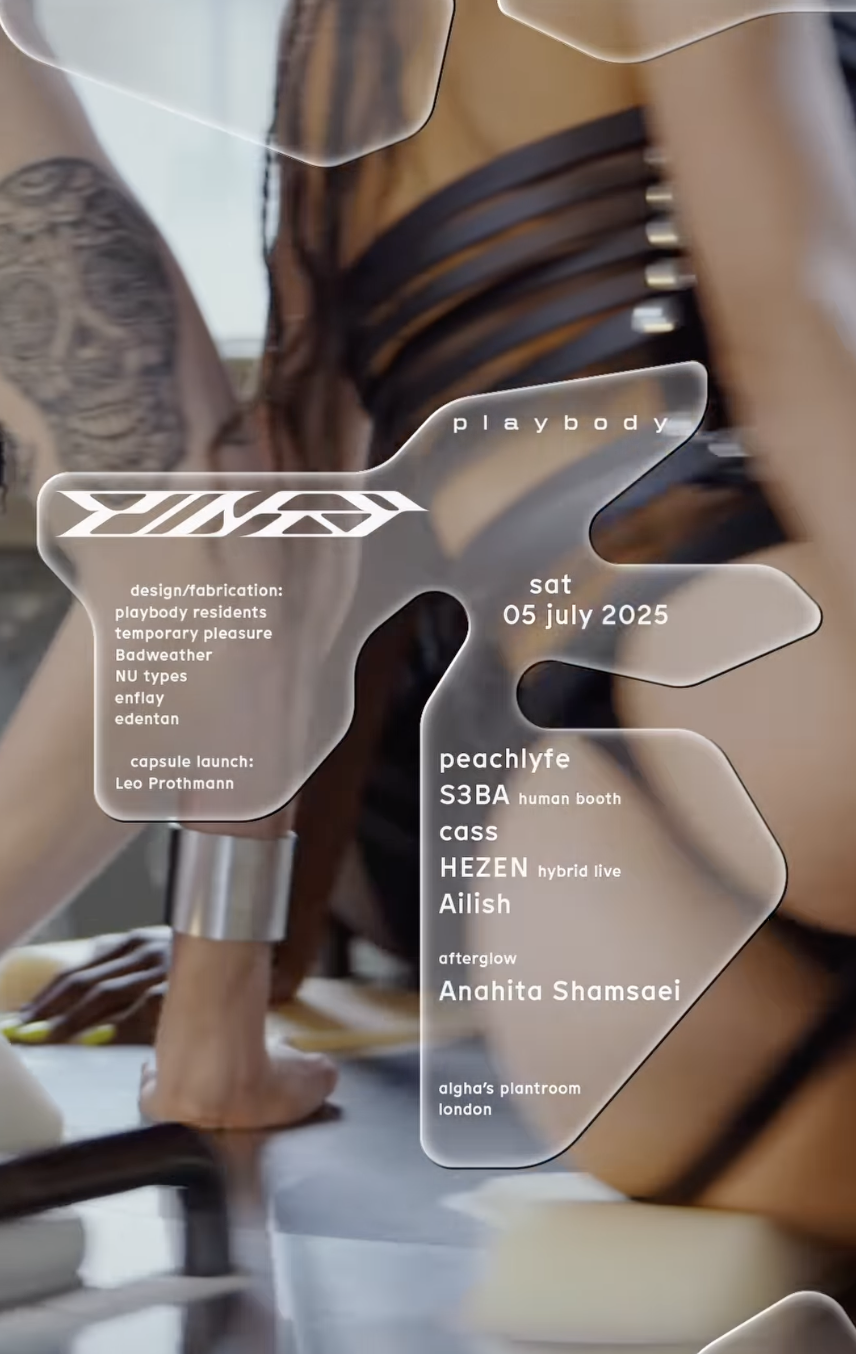 playbody
design/fabrication:
playbody residents
temporary pleasure
Badweather
NU types
enflay
edentan
capsule launch:
Leo Prothmann
sat
05 july 2025
peachlyfe
S3BA human booth
cass
HEZEN hybrid live
Ailish
afterglow
Anahita Shamsaei
algha's plantroom
london